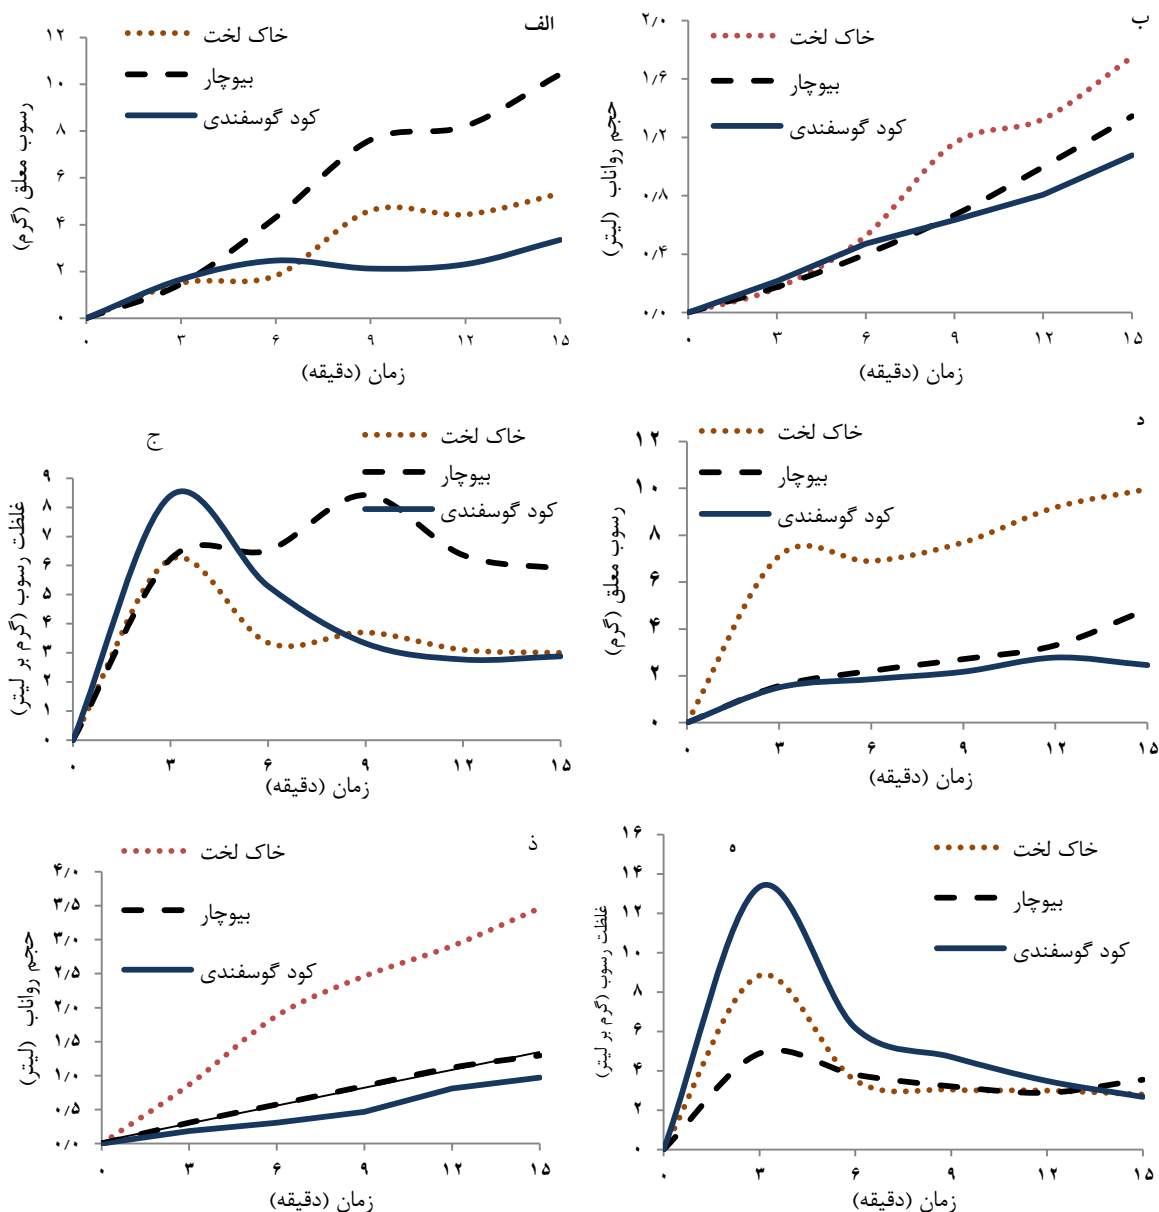 الف
خاک لخت
بیوچار
کود گوسفندی
رسوب معلق (گرم)
۱۲
۱۰
۸
۶
۴
۲
۰
۰ ۳ ۶ ۹ ۱۲ ۱۵
زمان (دقیقه)
ب
خاک لخت
بیوچار
کود گوسفندی
حجم رواناب (لیتر)
۲/۰
۱/۶
۱/۲
۰/۸
۰/۴
۰/۰
۰ ۳ ۶ ۹ ۱۲ ۱۵
زمان (دقیقه)
ج
خاک لخت
بیوچار
کود گوسفندی
غلظت رسوب (گرم بر لیتر)
۹
۸
۷
۶
۵
۴
۳
۲
۱
۰
۰ ۳ ۶ ۹ ۱۲ ۱۵
زمان (دقیقه)
د
خاک لخت
بیوچار
کود گوسفندی
رسوب معلق (گرم)
۱۲
۱۰
۸
۶
۴
۲
۰
۰ ۳ ۶ ۹ ۱۲ ۱۵
زمان (دقیقه)
ذ
خاک لخت
بیوچار
کود گوسفندی
حجم رواناب (لیتر)
۴/۰
۳/۵
۳/۰
۲/۵
۲/۰
۱/۵
۱/۰
۰/۵
۰/۰
۰ ۳ ۶ ۹ ۱۲ ۱۵
زمان (دقیقه)
ه
خاک لخت
بیوچار
کود گوسفندی
غلظت رسوب (گرم بر لیتر)
۱۶
۱۴
۱۲
۱۰
۸
۶
۴
۲
۰
۰ ۳ ۶ ۹ ۱۲ ۱۵
زمان (دقیقه)